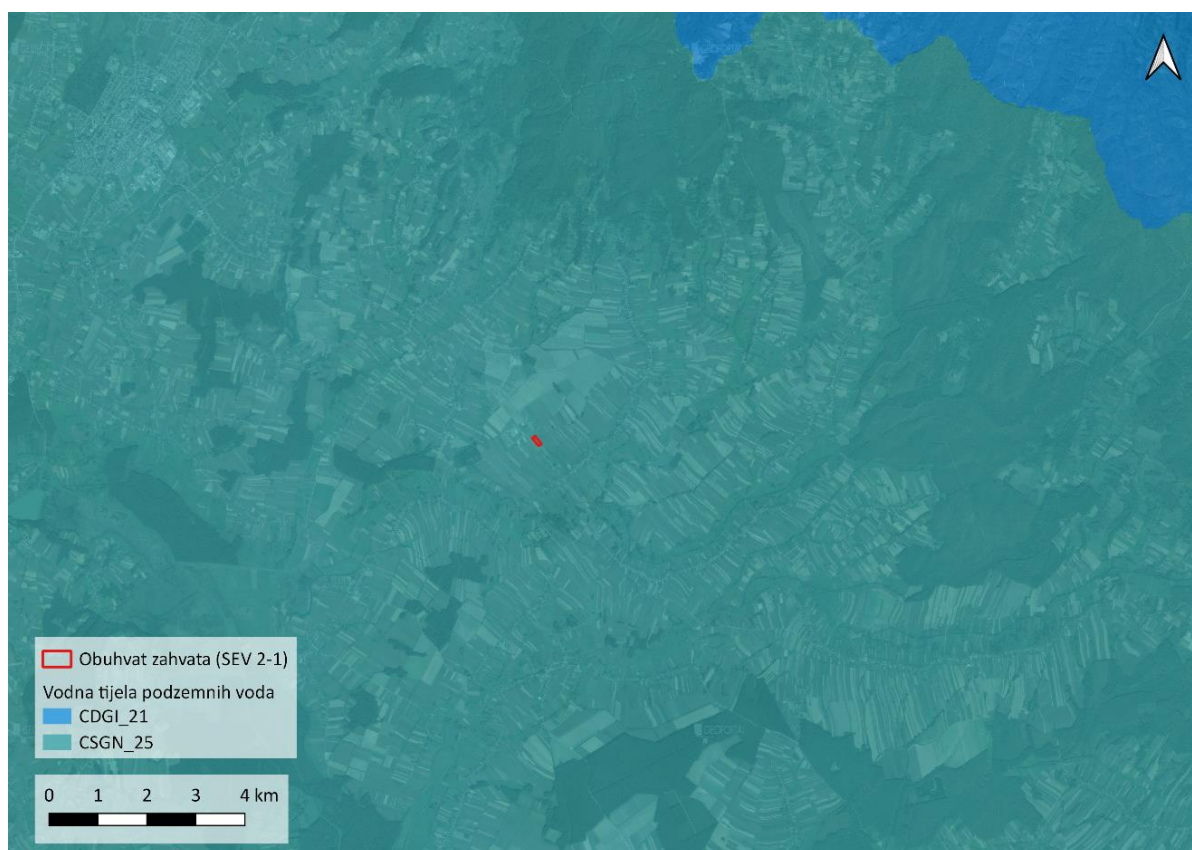 Obuhvat zahvata (SEV 2-1)
Vodna tijela podzemnih voda
CDGI_21
CSGN_25
0 1 2 3 4 km